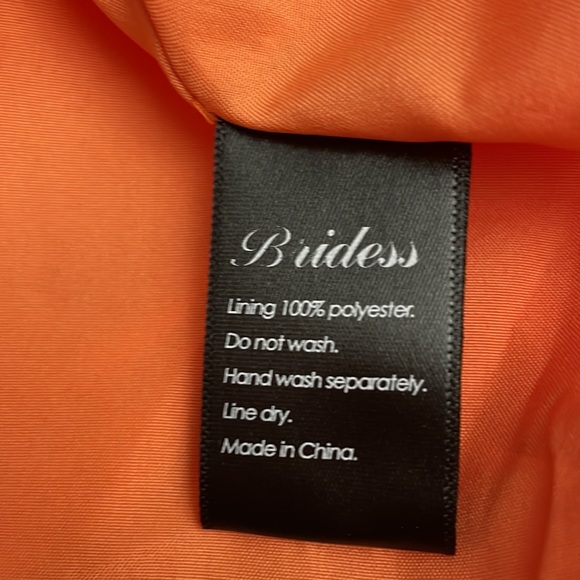 Bridess
Lining 100% polyester.
Do not wash.
Hand wash separately.
Line dry.
Made in China.